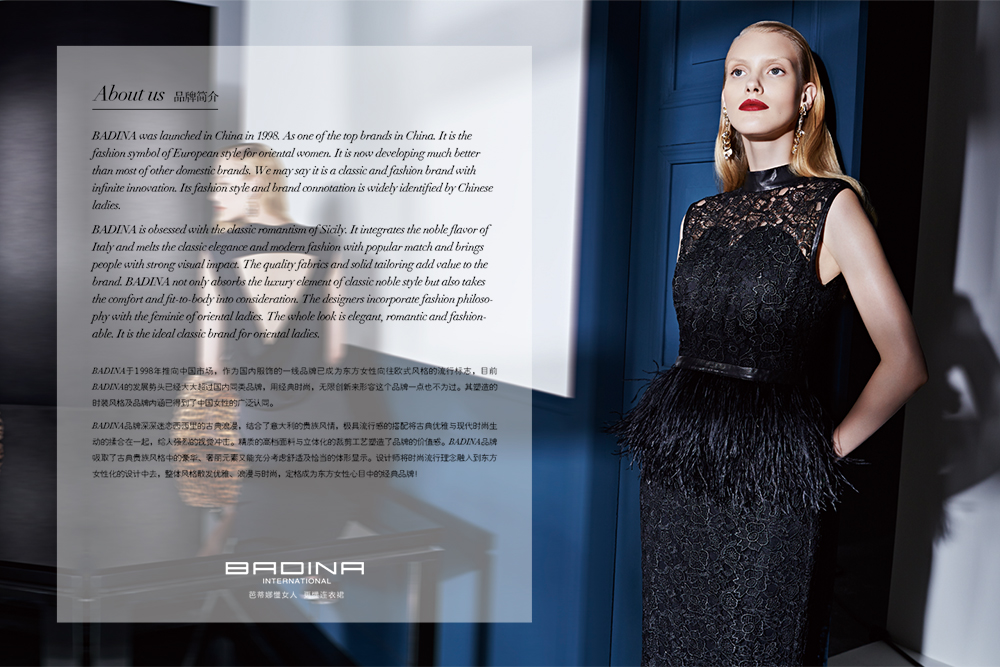 About us 品牌简介
BADINA was launched in China in 1998. As one of the top brands in China. It is the
fashion symbol of European style for oriental women. It is now developing much better
than most of other domestic brands. We may say it is a classic and fashion brand with
infinite innovation. Its fashion style and brand connotation is widely identified by Chinese
ladies.
BADINA is obsessed with the classic romantism of Sicily. It integrates the noble flavor of
Italy and melts the classic elegance and modern fashion with popular match and brings
people with strong visual impact. The quality fabrics and solid tailoring add value to the
brand. BADINA not only absorbs the luxury element of classic noble style but also takes
the comfort and fit-to-body into consideration. The designers incorporate fashion philoso-
phy with the feminie of oriental ladies. The whole look is elegant, romantic and fashion-
able. It is the ideal classic brand for oriental ladies.
BADINA于1998年推向中国市场，作为国内服饰的一线品牌已成为东方女性向往欧式风格的流行标志，目前
BADINA的发展势头已经大大超过国内同类品牌，用经典时尚，无限创新来形容这个品牌一点也不为过。其塑造的
时装风格及品牌内涵已得到了中国女性的广泛认同。
BADINA品牌深深迷恋西西里的古典浪漫，结合了意大利的贵族风情，极具流行感的搭配将古典优雅与现代时尚生
动的揉合在一起，给人强烈的视觉冲击。精质的高档面料与立体化的裁剪工艺塑造了品牌的价值感。BADINA品牌
吸取了古典贵族风格中的豪华、奢丽元素又能充分考虑舒适及恰当的体形显示。设计师将时尚流行理念融入到东方
女性化的设计中去，整体风格散发优雅、浪漫与时尚，定格成为东方女性心目中的经典品牌！
BADINA
INTERNATIONAL
芭蒂娜堡女人 连衣裙